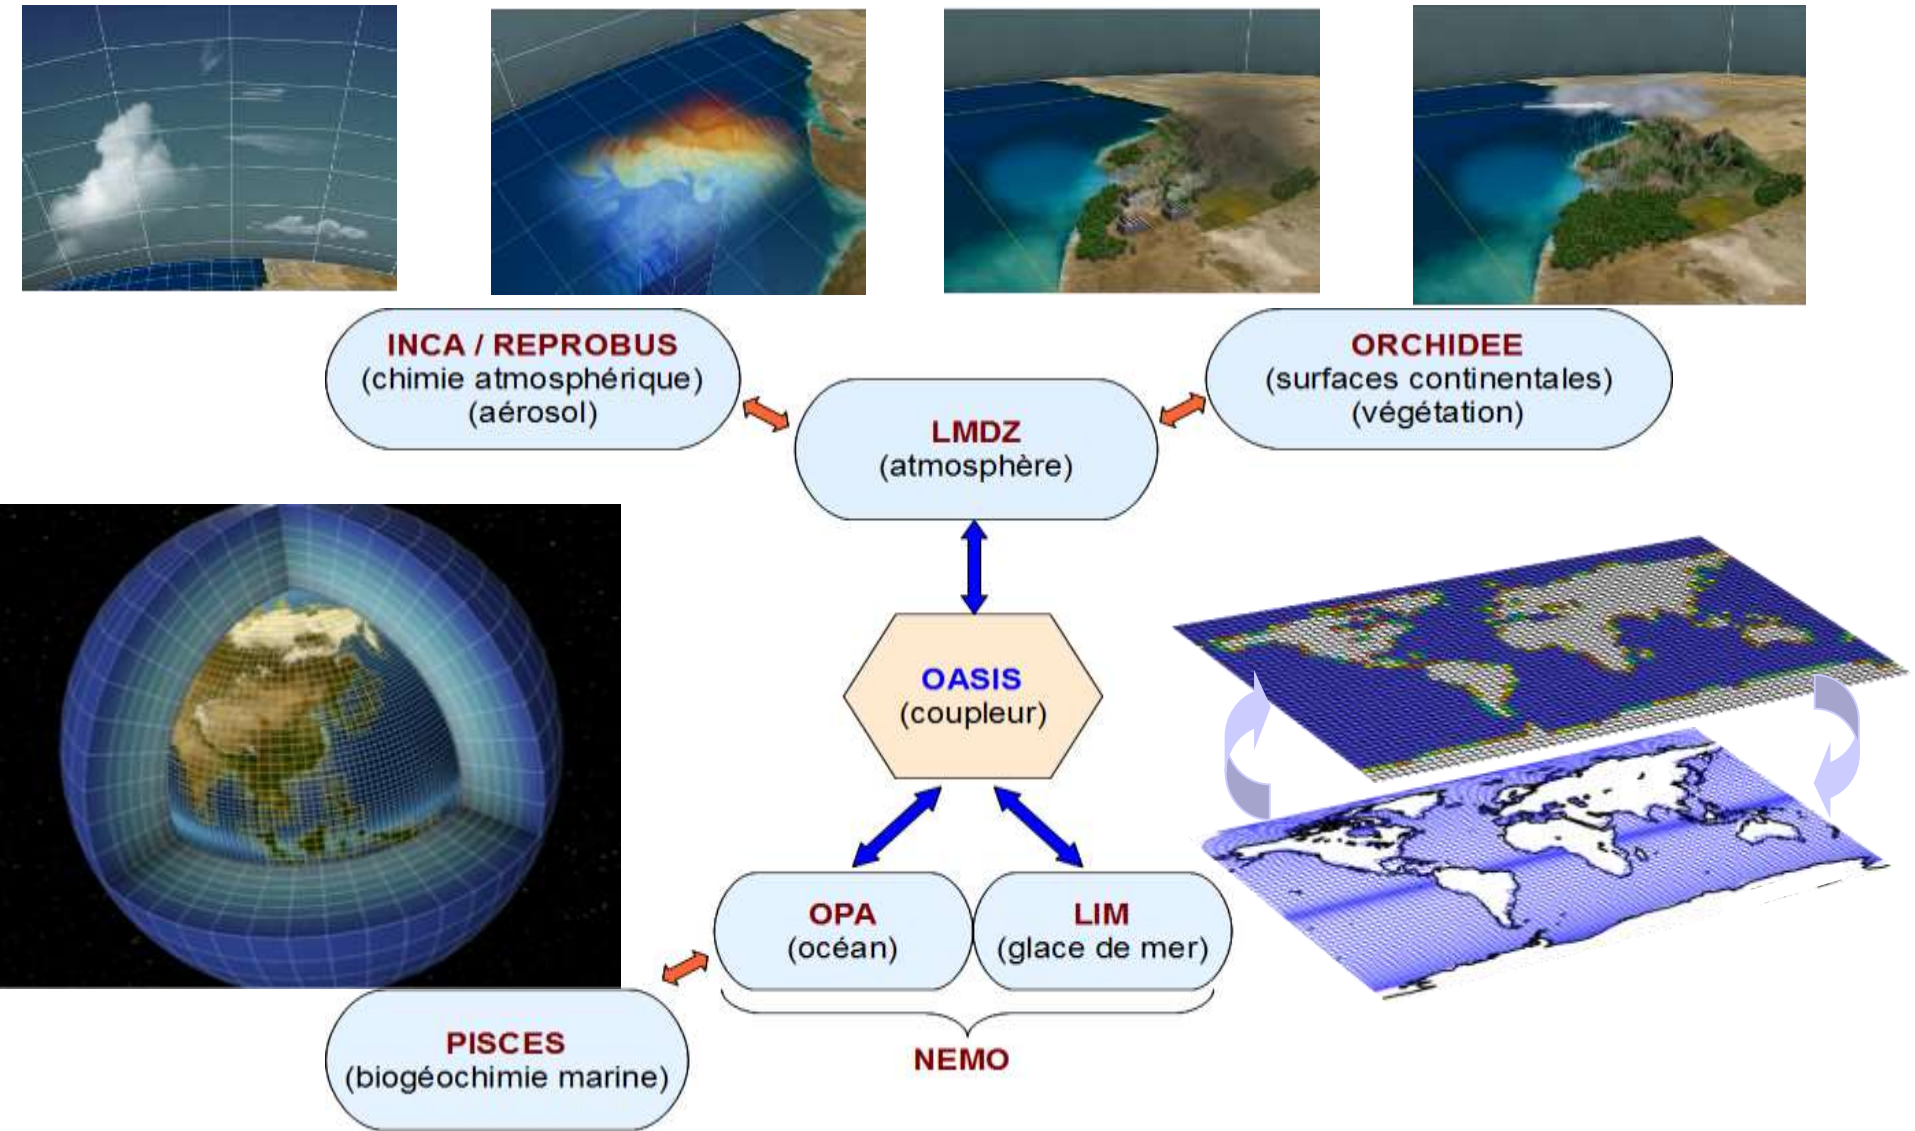 INCA / REPROBUS
(chimie atmosphérique)
(aérosol)
ORCHIDEE
(surfaces continentales)
(végétation)
LMDZ
(atmosphère)
OASIS
(coupleur)
OPA
(océan)
LIM
(glace de mer)
NEMO
PISCES
(biogéochimie marine)